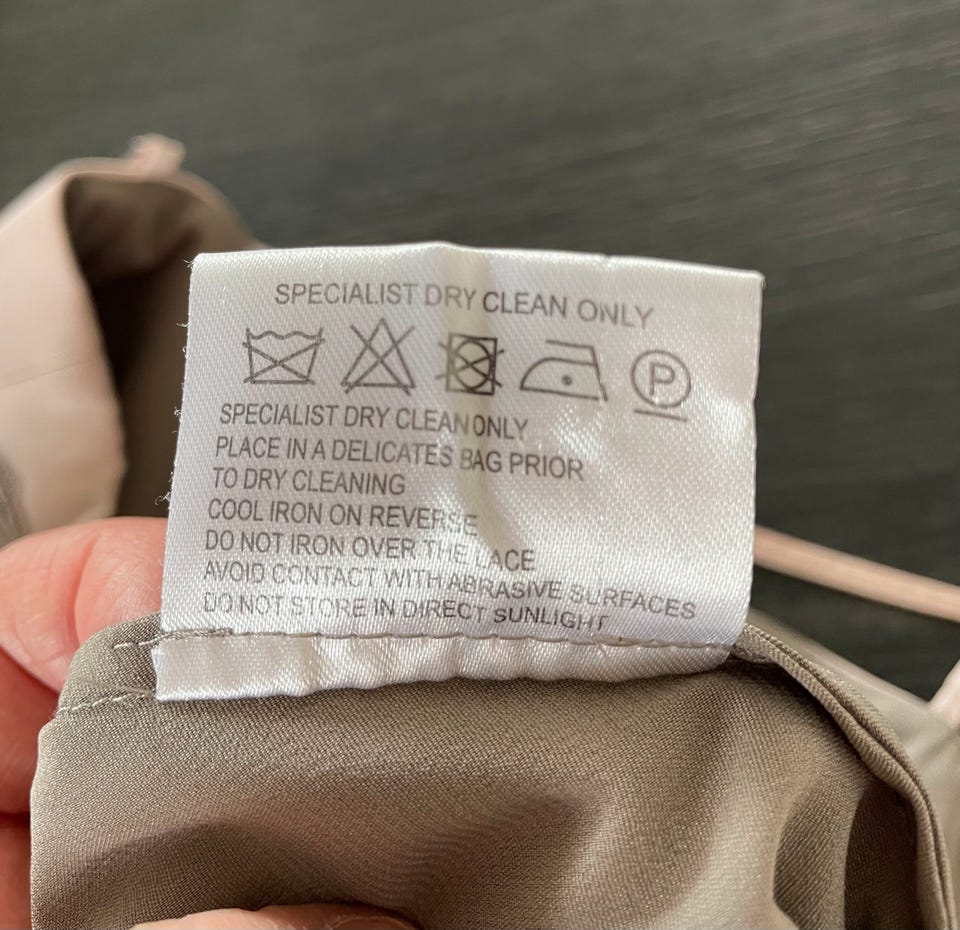 SPECIALIST DRY CLEAN ONLY
P
SPECIALIST DRY CLEAN ONLY
PLACE IN A DELICATES BAG PRIOR
TO DRY CLEANING
COOL IRON ON REVERSE
DO NOT IRON OVER THE LACE
AVOID CONTACT WITH ABRASIVE SURFACES
DO NOT STORE IN DIRECT SUNLIGHT